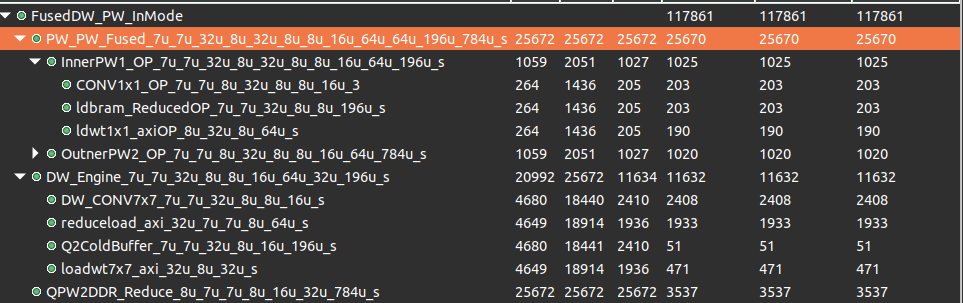 FusedDW_PW_InMode 117861 117861 117861
PW_PW_Fused_7u_7u_32u_8u_32u_8u_8u_16u_64u_64u_196u_784u_s 25672 25672 25672 25670 25670 25670
InnerPW1_OP_7u_7u_32u_8u_32u_8u_8u_16u_64u_196u_s 1059 2051 1027 1025 1025 1025
CONV1x1_OP_7u_7u_8u_32u_8u_8u_16u_3 264 1436 205 203 203 203
ldbram_ReducedOP_7u_7u_32u_8u_8u_196u_s 264 1436 205 203 203 203
ldwt1x1_axiOP_8u_32u_8u_64u_s 264 1436 205 190 190 190
OutnerPW2_OP_7u_7u_8u_32u_8u_8u_16u_64u_784u_s 1059 2051 1027 1020 1020 1020
DW_Engine_7u_7u_32u_8u_8u_16u_64u_32u_196u_s 20992 25672 11634 11632 11632 11632
DW_CONV7x7_7u_7u_32u_8u_8u_16u_s 4680 18440 2410 2408 2408 2408
reduceload_axi_32u_7u_7u_8u_64u_s 4649 18914 1936 1933 1933 1933
Q2ColdBuffer_7u_7u_32u_8u_16u_196u_s 4680 18441 2410 51 51 51
loadwt7x7_axi_32u_8u_32u_s 4649 18914 1936 471 471 471
QPW2DDR_Reduce_8u_7u_7u_8u_16u_32u_784u_s 25672 25672 25672 3537 3537 3537